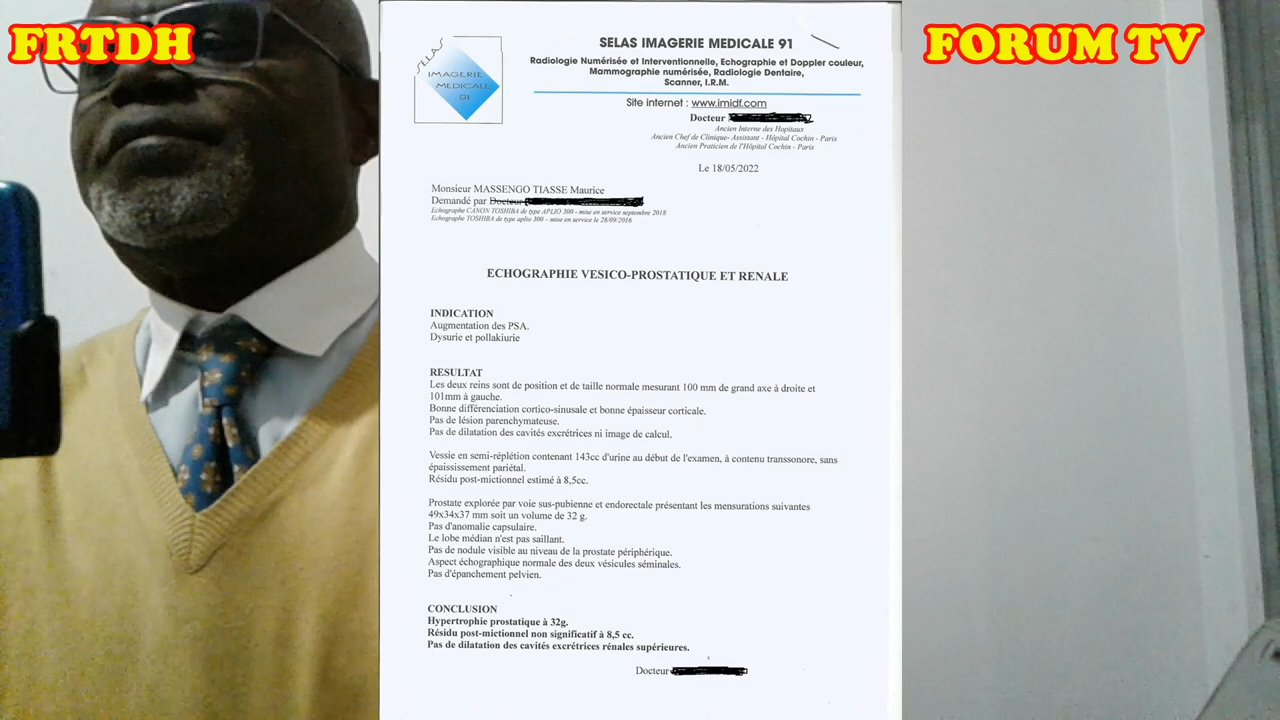 FRTDH
FORUM TV
SELAS
IMAGERIE
MEDICALE
91
SELAS IMAGERIE MEDICALE 91
Radiologie Numérisée et Interventionnelle, Echographie et Doppler couleur,
Mammographie numérisée, Radiologie Dentaire,
Scanner, I.R.M.
Site internet : www.imidf.com
Docteur
Ancien Interne des Hopitaux
Ancien Chef de Clinique- Assistant - Hôpital Cochin - Paris
Ancien Praticien de l'Hôpital Cochin - Paris
Le 18/05/2022
Monsieur MASSENGO TIASSE Maurice
Demandé par Docteur
Echographe CANON TOSHIBA de type APLIO 300 - mise en service septembre 2018
Echographe TOSHIBA de type aplio 300 – mise en service le 28/09/2016
ECHOGRAPHIE VESICO-PROSTATIQUE ET RENALE
INDICATION
Augmentation des PSA.
Dysurie et pollakiurie
RESULTAT
Les deux reins sont de position et de taille normale mesurant 100 mm de grand axe à droite et
101mm à gauche.
Bonne différenciation cortico-sinusale et bonne épaisseur corticale.
Pas de lésion parenchymateuse.
Pas de dilatation des cavités excrétrices ni image de calcul.
Vessie en semi-réplétion contenant 143cc d'urine au début de l'examen, à contenu transsonore, sans
épaississement pariétal.
Résidu post-mictionnel estimé à 8,5cc.
Prostate explorée par voie sus-pubienne et endorectale présentant les mensurations suivantes
49x34x37 mm soit un volume de 32 g.
Pas d'anomalie capsulaire.
Le lobe médian n'est pas saillant.
Pas de nodule visible au niveau de la prostate périphérique.
Aspect échographique normale des deux vésicules séminales.
Pas d'épanchement pelvien.
CONCLUSION
Hypertrophie prostatique à 32g.
Résidu post-mictionnel non significatif à 8,5 cc.
Pas de dilatation des cavités excrétrices rénales supérieures.
Docteur